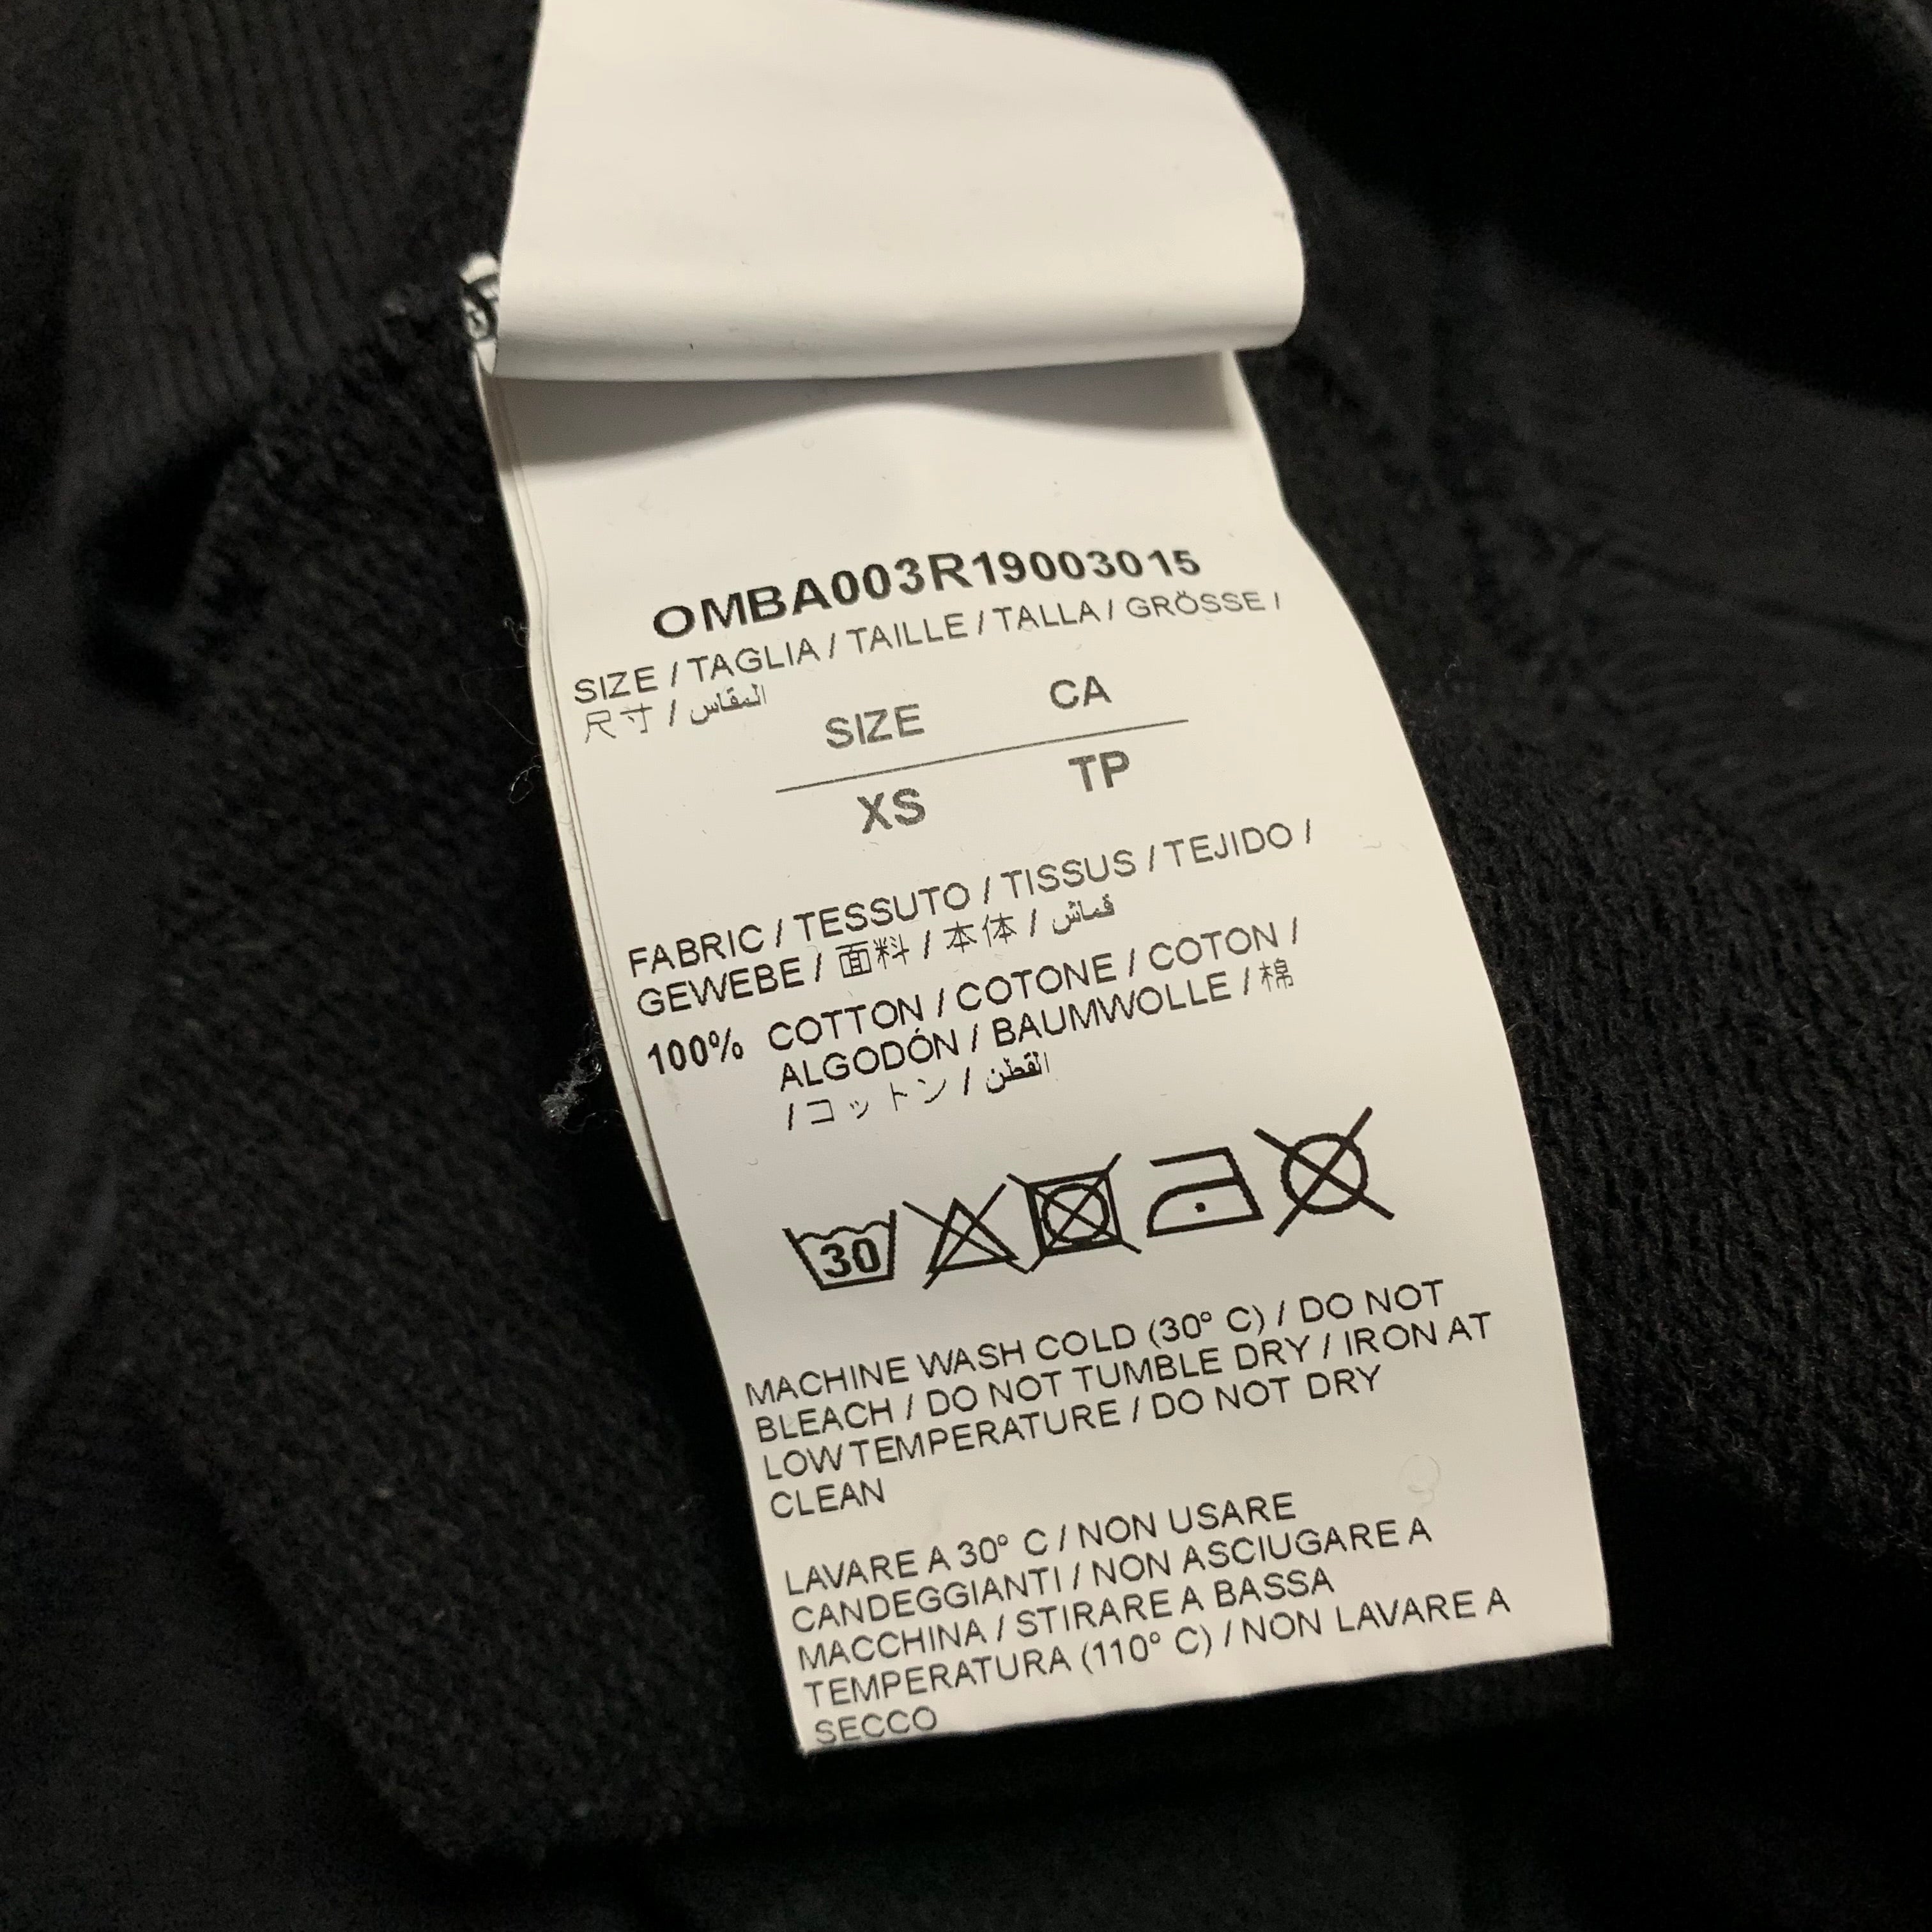 OMBA003R19003015
SIZE / TAGLIA / TAILLE / TALLA / GRÖSSE /
尺寸 / المقاس
SIZE CA
XS TP
FABRIC / TESSUTO / TISSUS / TEJIDO /
GEWEBE / 面料 / 本体 / قماش
100% COTTON / COTONE / COTON /
ALGODÓN / BAUMWOLLE / 棉
/ コットン / القطن
30
MACHINE WASH COLD (30° C) / DO NOT
BLEACH / DO NOT TUMBLE DRY / IRON AT
LOW TEMPERATURE / DO NOT DRY
CLEAN
LAVARE A 30° C / NON USARE
CANDEGGIANTI / NON ASCIUGARE A
MACCHINA / STIRARE A BASSA
TEMPERATURA (110° C) / NON LAVARE A
SECCO